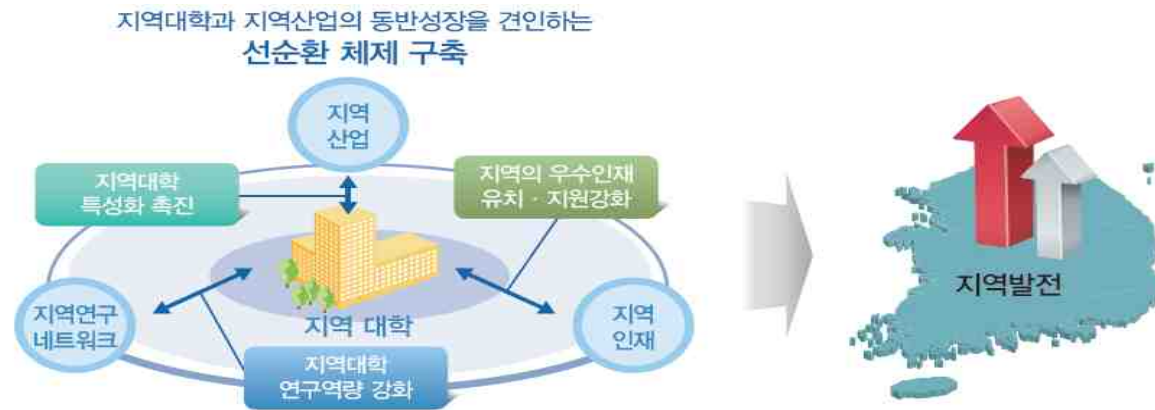 지역대학과 지역산업의 동반성장을 견인하는
선순환 체제 구축
지역
산업
지역대학
특성화 촉진
지역의 우수인재
유치 · 지원강화
지역연구
네트워크
지역 대학
지역
인재
지역대학
연구역량 강화
지역발전